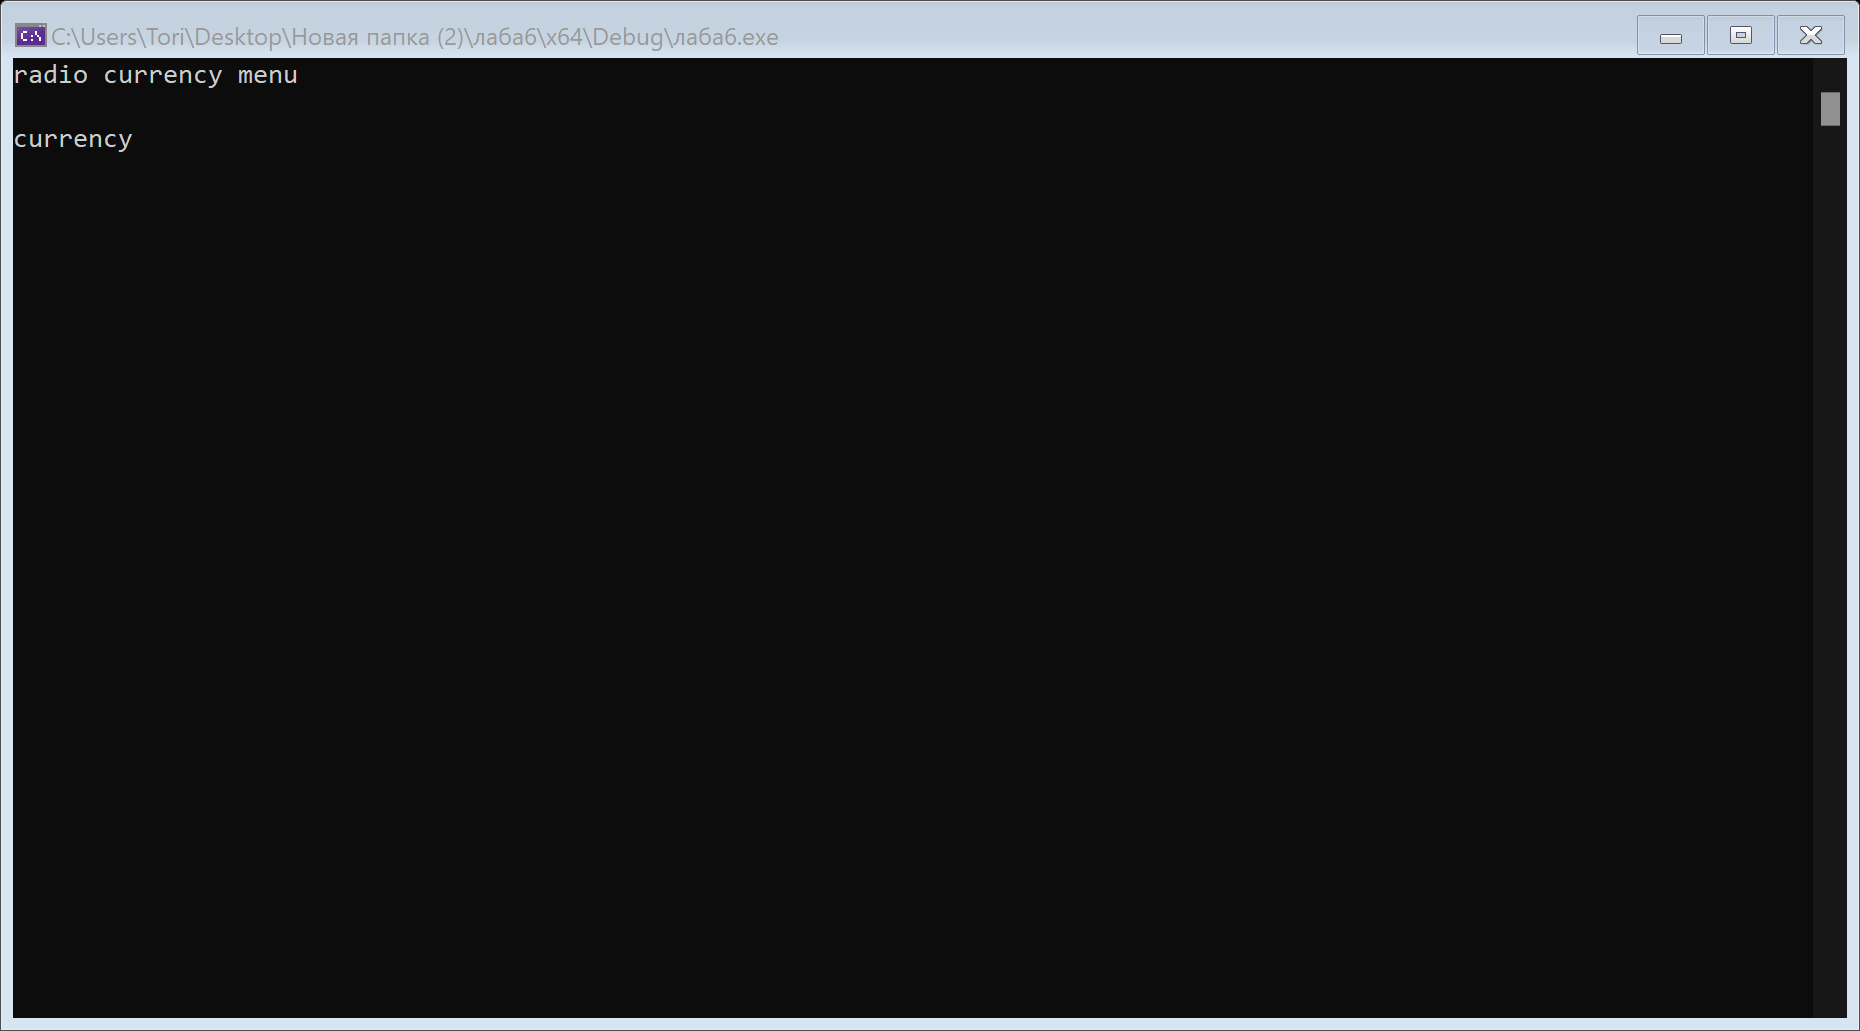 C:\Users\Tori\Desktop\Новая папка (2)\лаба6\x64\Debug\лаба6.exe
radio currency menu
currency